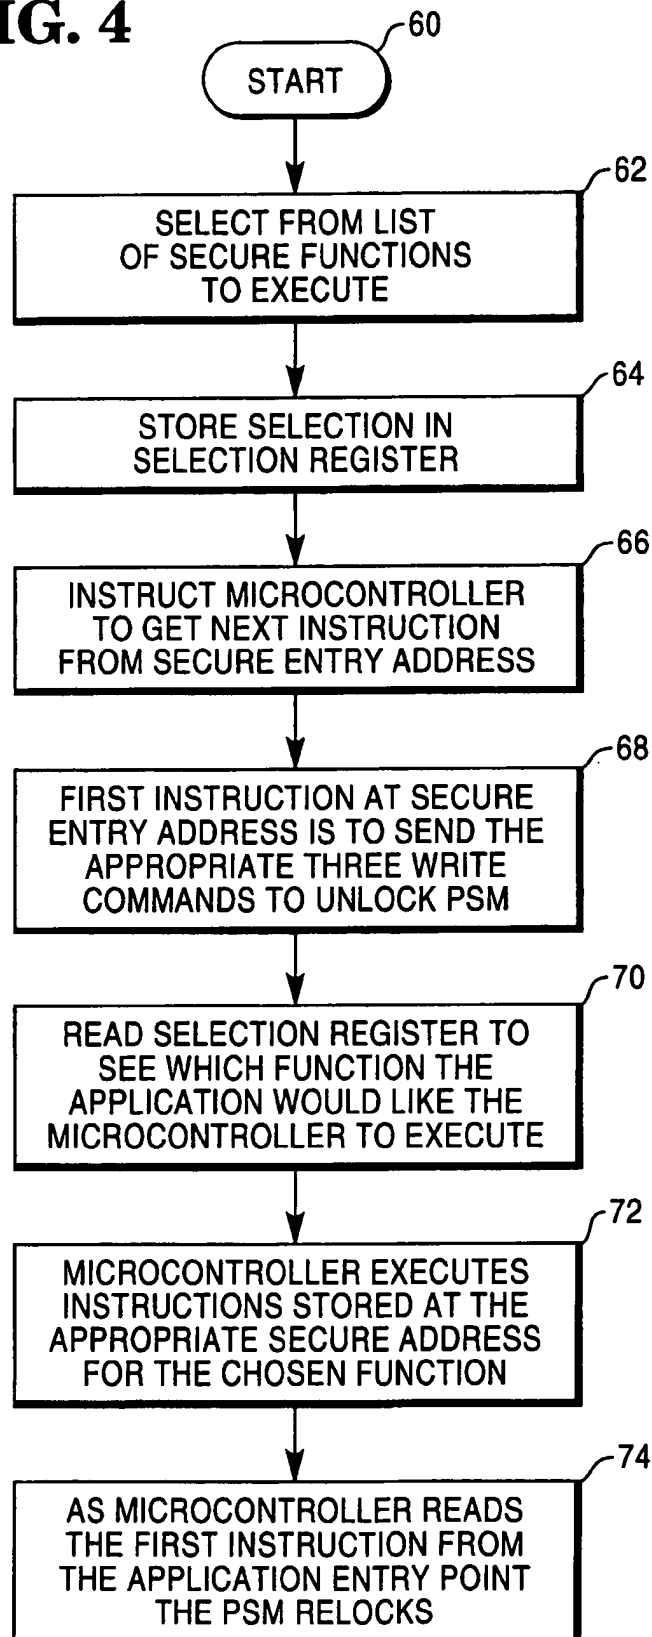 IG. 4
60
START
62
SELECT FROM LIST
OF SECURE FUNCTIONS
TO EXECUTE
64
STORE SELECTION IN
SELECTION REGISTER
66
INSTRUCT MICROCONTROLLER
TO GET NEXT INSTRUCTION
FROM SECURE ENTRY ADDRESS
68
FIRST INSTRUCTION AT SECURE
ENTRY ADDRESS IS TO SEND THE
APPROPRIATE THREE WRITE
COMMANDS TO UNLOCK PSM
70
READ SELECTION REGISTER TO
SEE WHICH FUNCTION THE
APPLICATION WOULD LIKE THE
MICROCONTROLLER TO EXECUTE
72
MICROCONTROLLER EXECUTES
INSTRUCTIONS STORED AT THE
APPROPRIATE SECURE ADDRESS
FOR THE CHOSEN FUNCTION
74
AS MICROCONTROLLER READS
THE FIRST INSTRUCTION FROM
THE APPLICATION ENTRY POINT
THE PSM RELOCKS